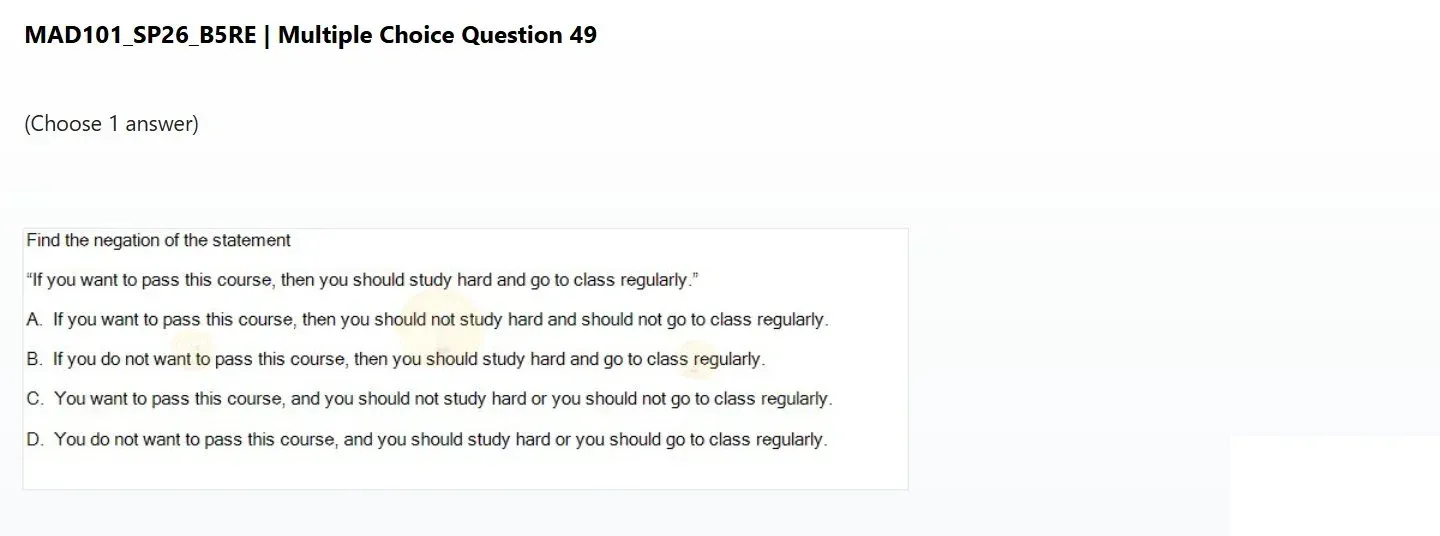 MAD101_SP26_B5RE | Multiple Choice Question 49
(Choose 1 answer)
Find the negation of the statement
“If you want to pass this course, then you should study hard and go to class regularly.”
A. If you want to pass this course, then you should not study hard and should not go to class regularly.
B. If you do not want to pass this course, then you should study hard and go to class regularly.
C. You want to pass this course, and you should not study hard or you should not go to class regularly.
D. You do not want to pass this course, and you should study hard or you should go to class regularly.